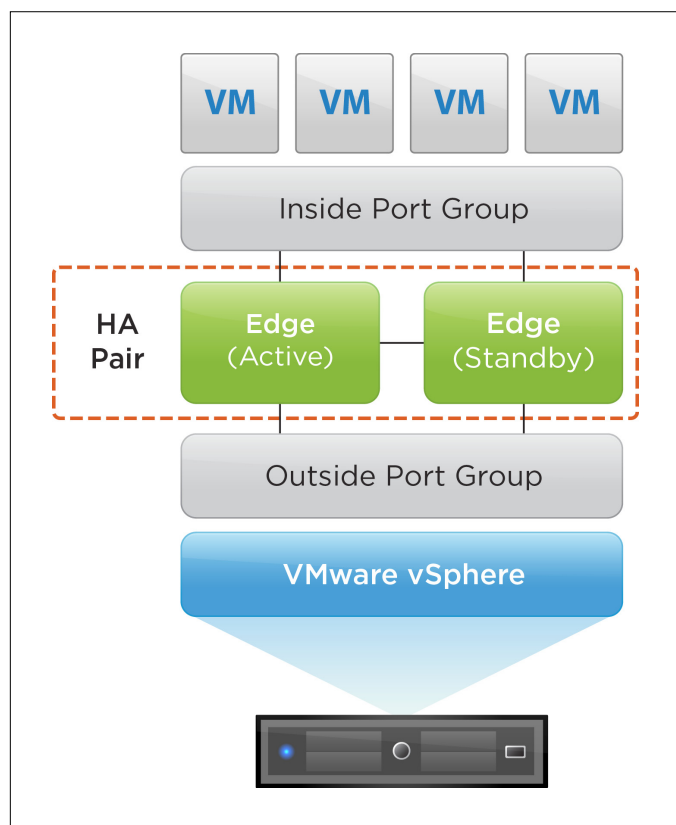 VM VM VM VM
Inside Port Group
HA
Pair
Edge
(Active)
Edge
(Standby)
Outside Port Group
VMware vSphere